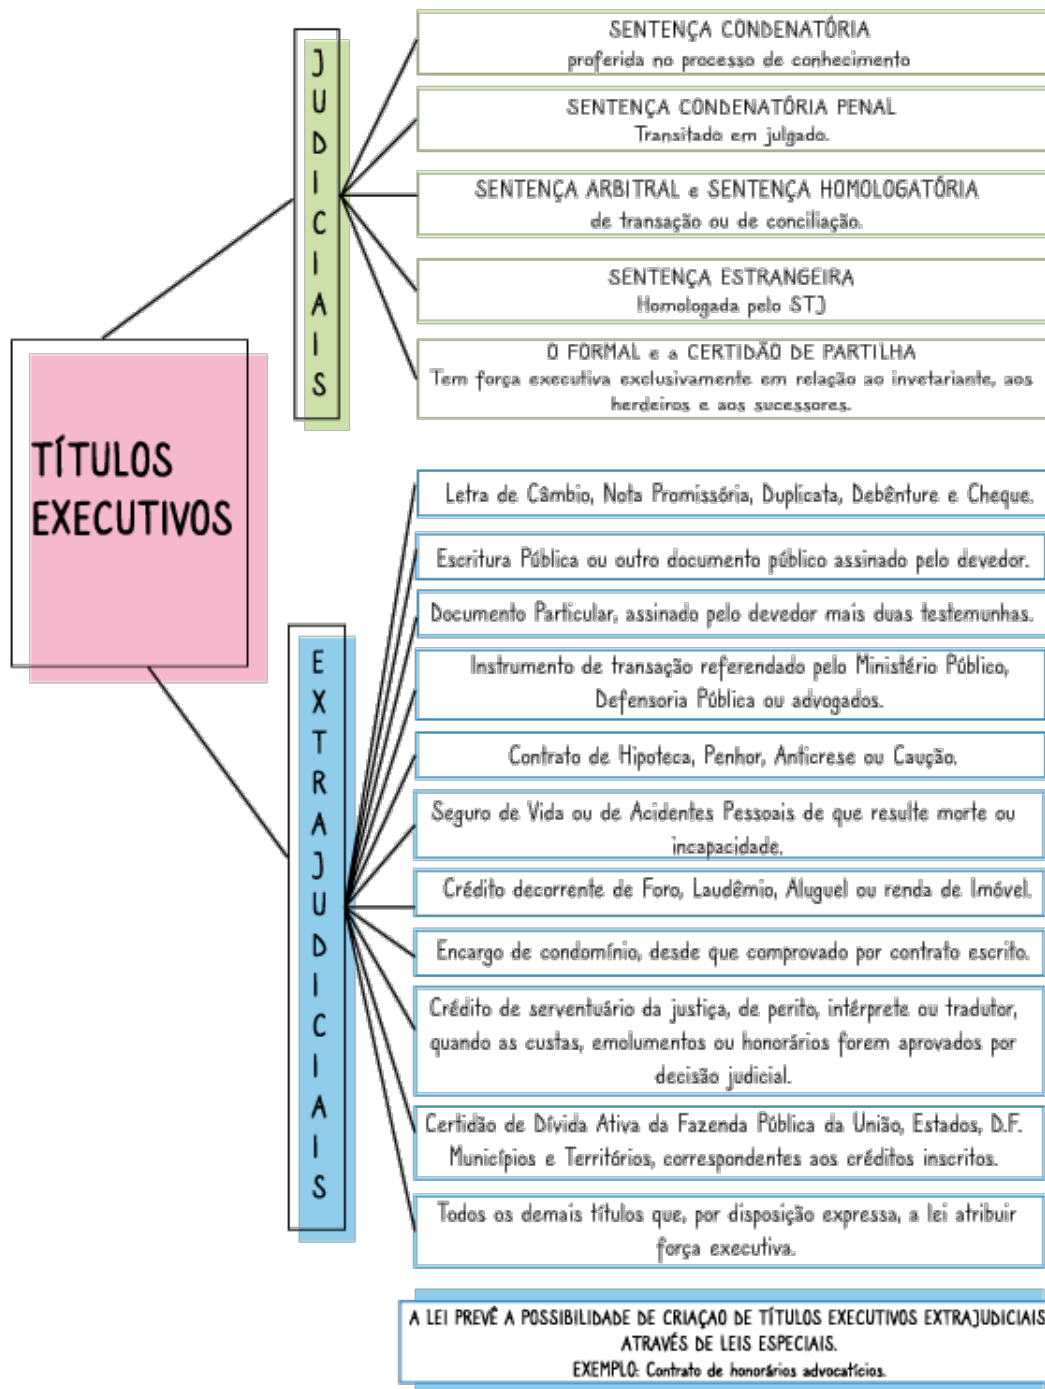 TÍTULOS
EXECUTIVOS
JUDICIAIS
SENTENÇA CONDENATÓRIA
proferida no processo de conhecimento
SENTENÇA CONDENATÓRIA PENAL
Transitado em julgado.
SENTENÇA ARBITRAL e SENTENÇA HOMOLOGATÓRIA
de transação ou de conciliação.
SENTENÇA ESTRANGEIRA
Homologada pelo STJ
O FORMAL e a CERTIDÃO DE PARTILHA
Tem força executiva exclusivamente em relação ao invetariante, aos
herdeiros e aos sucessores.
EXTRAJUDICIAIS
Letra de Câmbio, Nota Promissória, Duplicata, Debênture e Cheque.
Escritura Pública ou outro documento público assinado pelo devedor.
Documento Particular, assinado pelo devedor mais duas testemunhas.
Instrumento de transação referendado pelo Ministério Público,
Defensoria Pública ou advogados.
Contrato de Hipoteca, Penhor, Anticrese ou Caução.
Seguro de Vida ou de Acidentes Pessoais de que resulte morte ou
incapacidade.
Crédito decorrente de Foro, Laudêmio, Aluguel ou renda de Imóvel.
Encargo de condomínio, desde que comprovado por contrato escrito.
Crédito de serventuário da justiça, de perito, intérprete ou tradutor,
quando as custas, emolumentos ou honorários forem aprovados por
decisão judicial.
Certidão de Dívida Ativa da Fazenda Pública da União, Estados, D.F.
Municípios e Territórios, correspondentes aos créditos inscritos.
Todos os demais títulos que, por disposição expressa, a lei atribuir
força executiva.
A LEI PREVÊ A POSSIBILIDADE DE CRIAÇAO DE TÍTULOS EXECUTIVOS EXTRAJUDICIAIS
ATRAVÉS DE LEIS ESPECIAIS.
EXEMPLO: Contrato de honorários advocatícios.